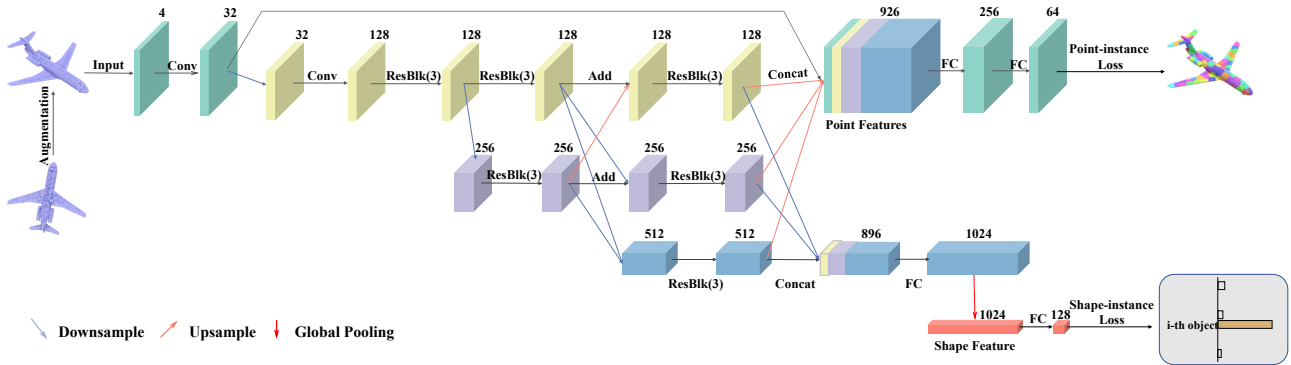 4
32
926
256
64
32
128
128
128
128
128
Input
Conv
Conv
ResBlk(3)
ResBlk(3)
Add
ResBlk(3)
Concat
FC
FC
Point-instance
Loss
Point Features
Augmentation
256
256
256
256
ResBlk(3)
Add
ResBlk(3)
512
512
896
1024
ResBlk(3)
Concat
FC
Downsample
Upsample
Global Pooling
1024
FC
128
Shape-instance
Loss
Shape Feature
i-th object